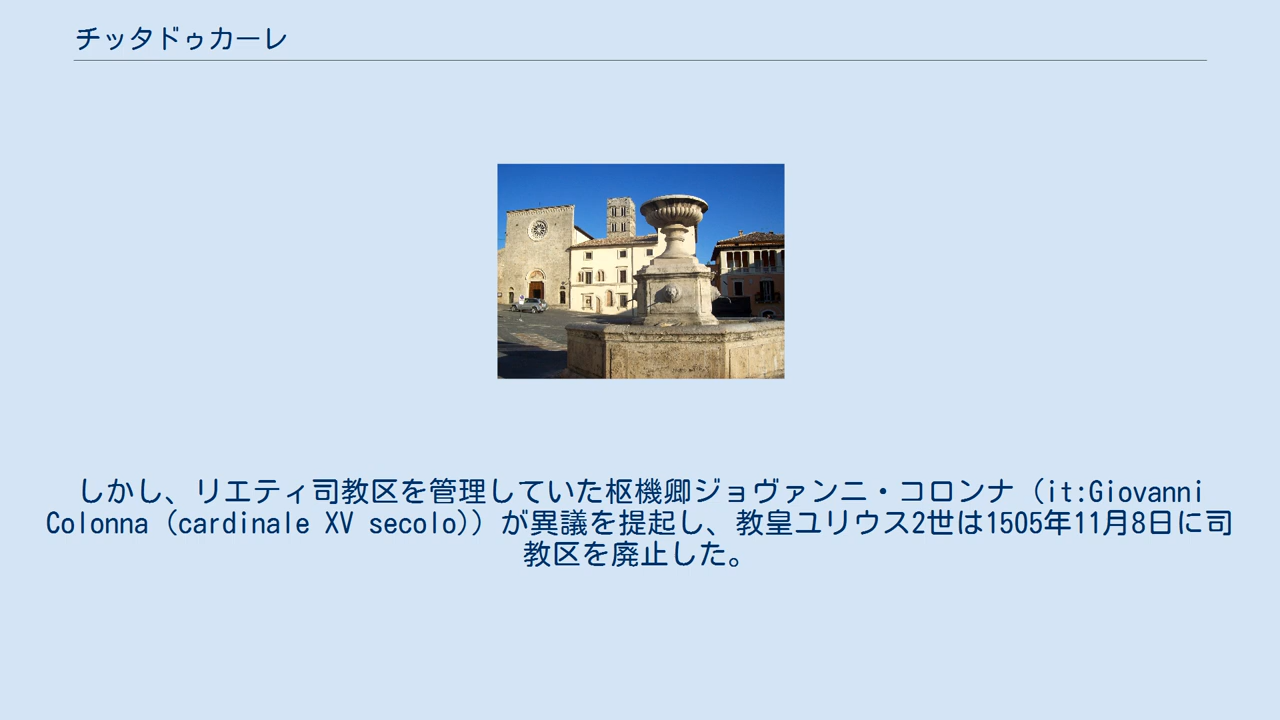 チッタドゥカーレ
しかし、リエティ司教区を管理していた枢機卿ジョヴァンニ・コロンナ（it:Giovanni
Colonna (cardinale XV secolo)）が異議を提起し、教皇ユリウス2世は1505年11月8日に司
教区を廃止した。